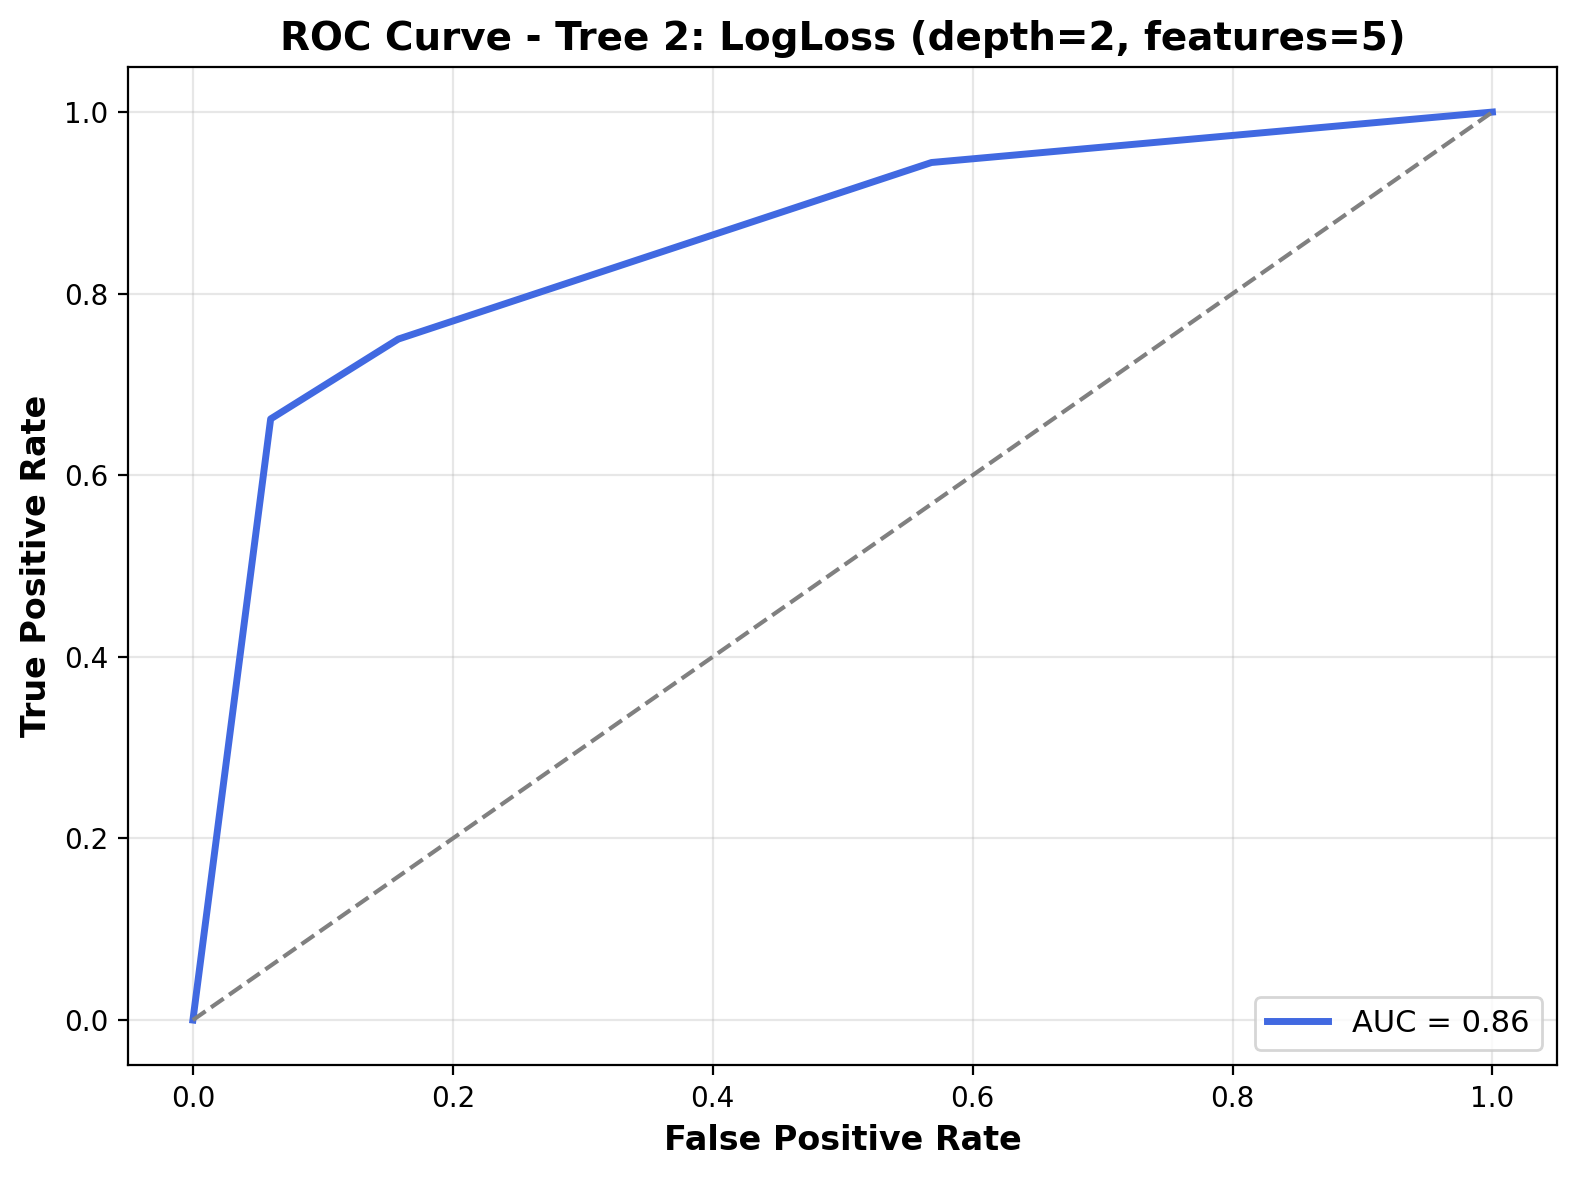 ROC Curve - Tree 2: LogLoss (depth=2, features=5)
True Positive Rate
1.0
0.8
0.6
0.4
0.2
0.0
0.0 0.2 0.4 0.6 0.8 1.0
False Positive Rate
AUC = 0.86